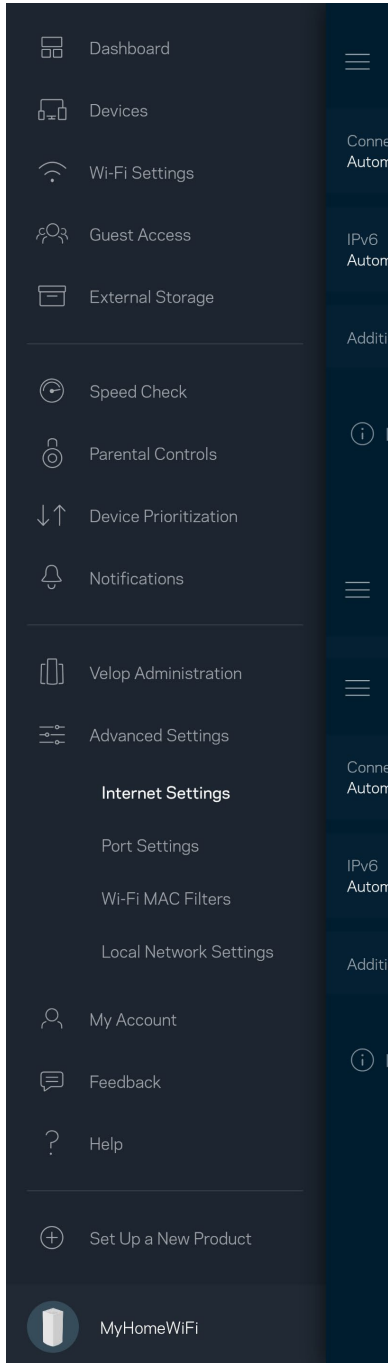 Dashboard
Devices
Wi-Fi Settings
Guest Access
External Storage
Speed Check
Parental Controls
Device Prioritization
Notifications
Velop Administration
Advanced Settings
Internet Settings
Port Settings
Wi-Fi MAC Filters
Local Network Settings
My Account
Feedback
Help
Set Up a New Product
MyHomeWiFi
IPv6
IPv6